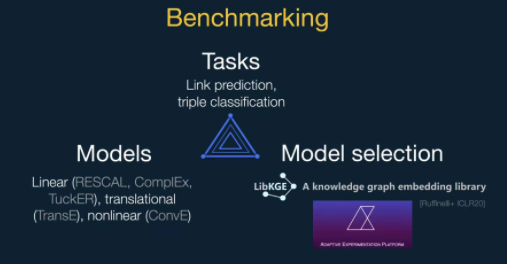 Benchmarking
Tasks
Link prediction,
triple classification
Models
Linear (RESCAL, ComplEx,
TuckER), translational
(TransE), nonlinear (ConvE)
Model selection
LibKGE A knowledge graph embedding library
[Ruffinelli+ ICLR20]
ADAPTIVE EXPERIMENTATION PLATFORM